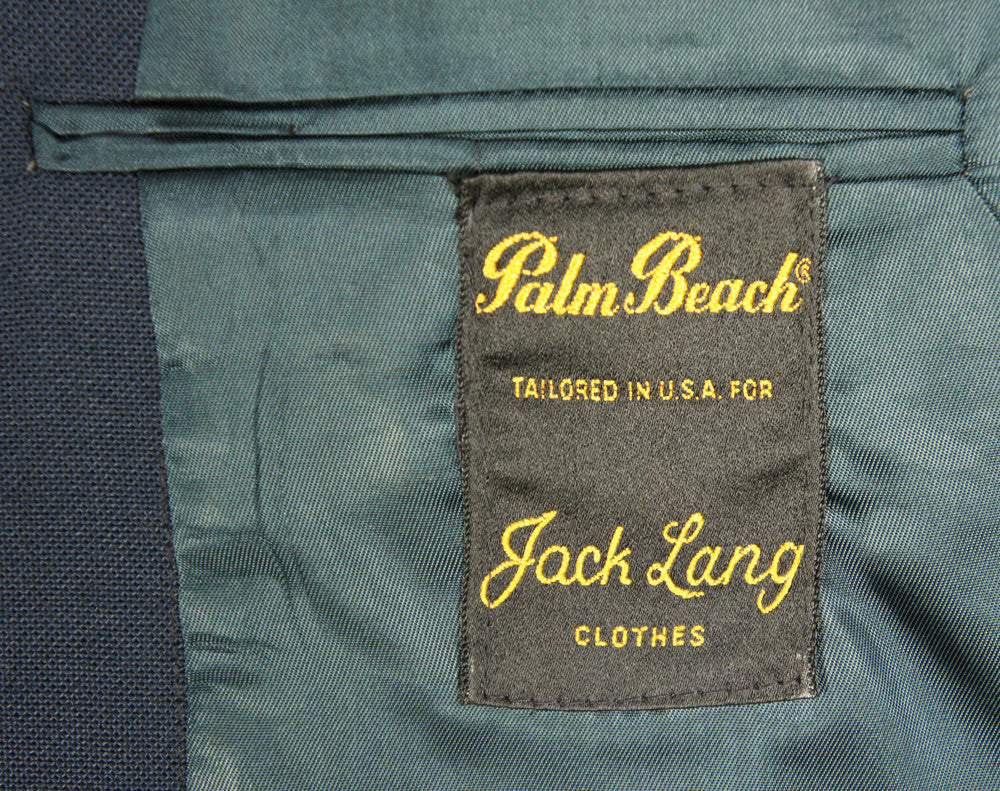 Palm Beach®
TAILORED IN U.S.A. FOR
Jack Lang
CLOTHES